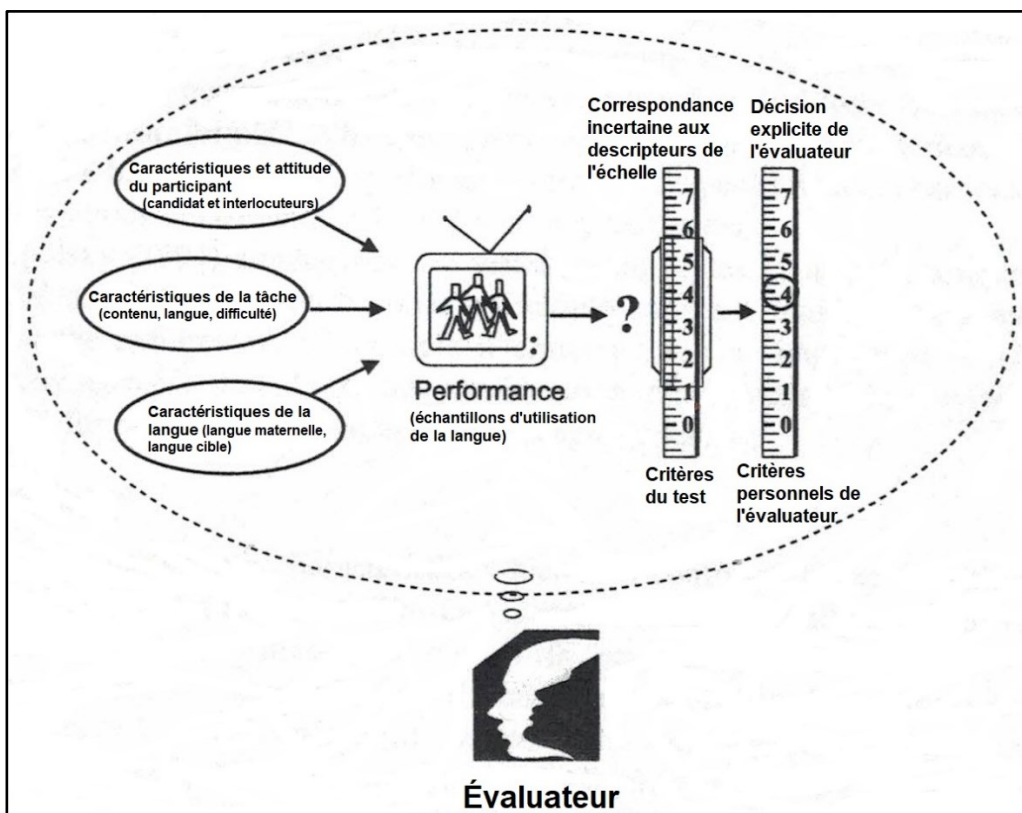 Correspondance
incertaine aux
descripteurs de
l'échelle
Décision
explicite de
l'évaluateur
Caractéristiques et attitude
du participant
(candidat et interlocuteurs)
Caractéristiques de la tâche
(contenu, langue, difficulté)
Caractéristiques de la
langue (langue maternelle,
langue cible)
Performance
(échantillons d'utilisation
de la langue)
?
7
6
5
4
3
2
1
0
7
6
5
4
3
2
1
0
Critères
du test
Critères
personnels de
l'évaluateur
Évaluateur